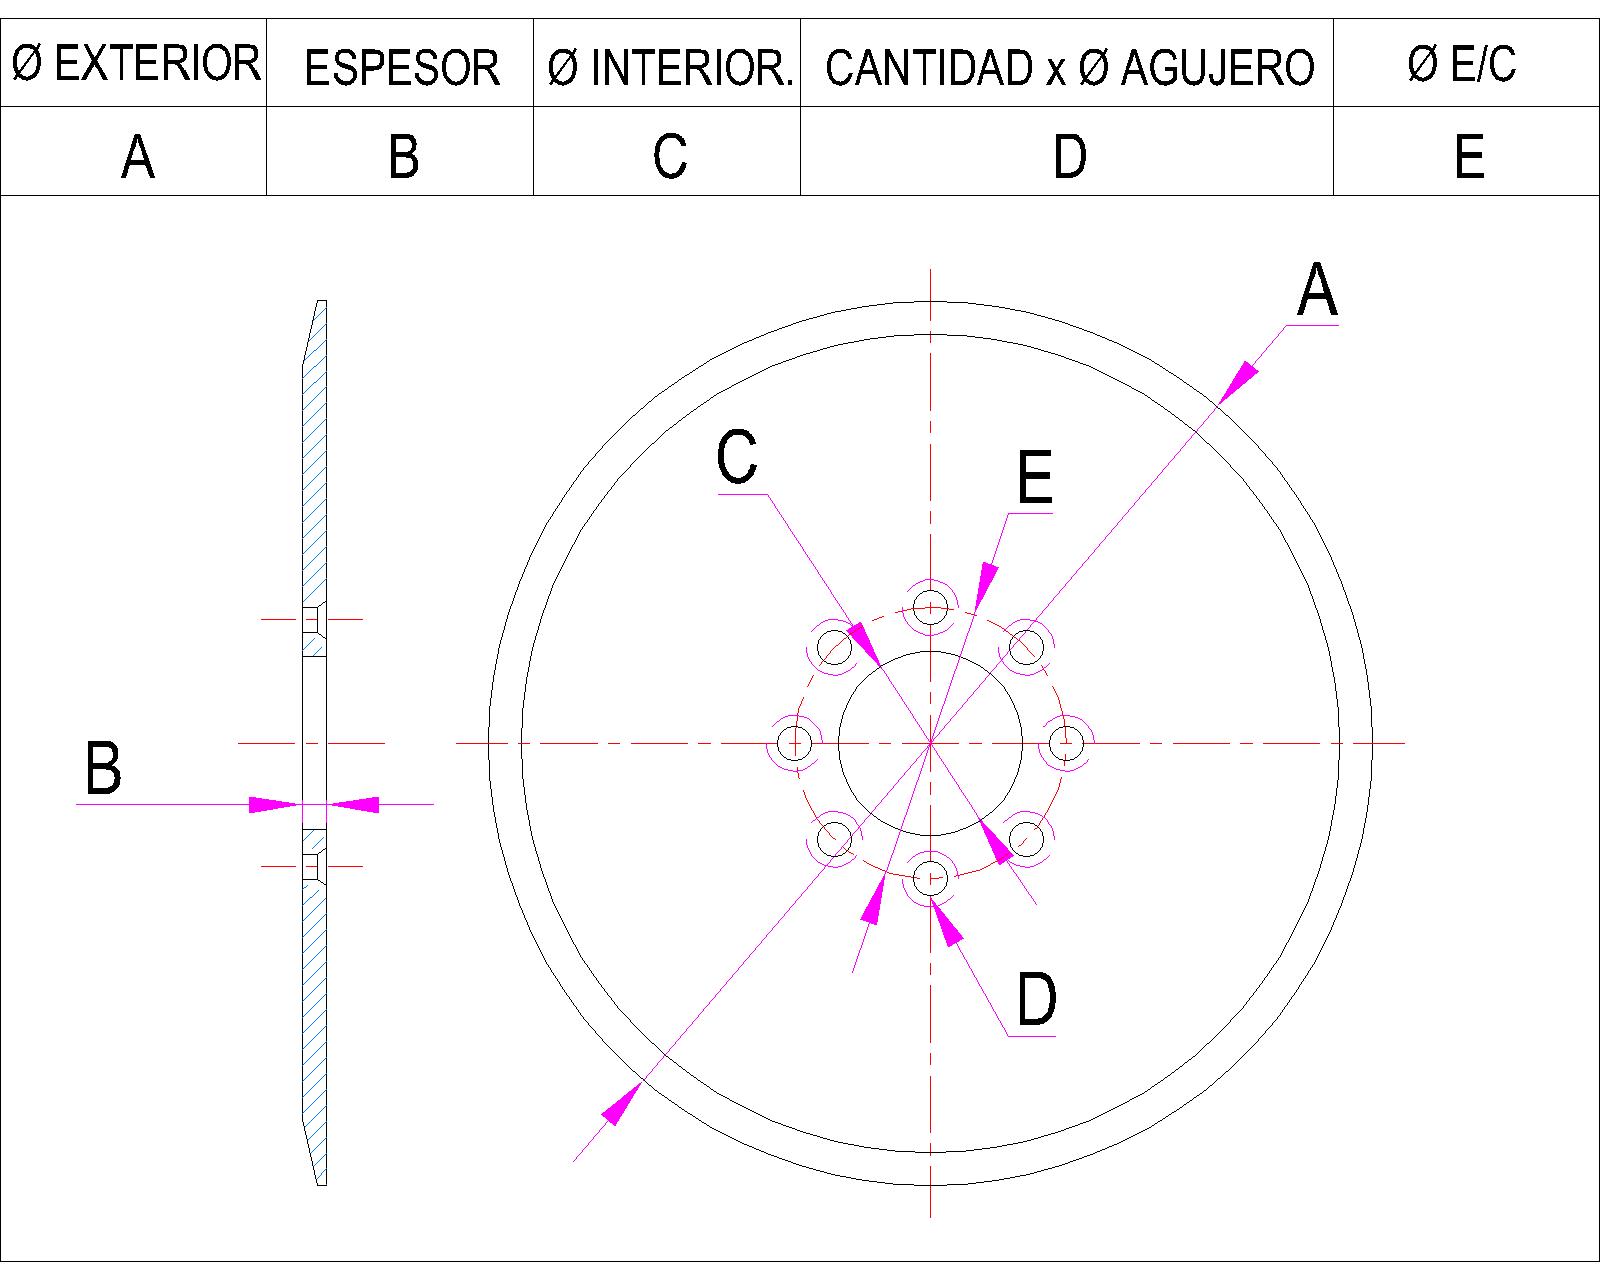 Ø EXTERIOR ESPESOR Ø INTERIOR. CANTIDAD x Ø AGUJERO Ø E/C
A B C D E
A
C
E
B
D